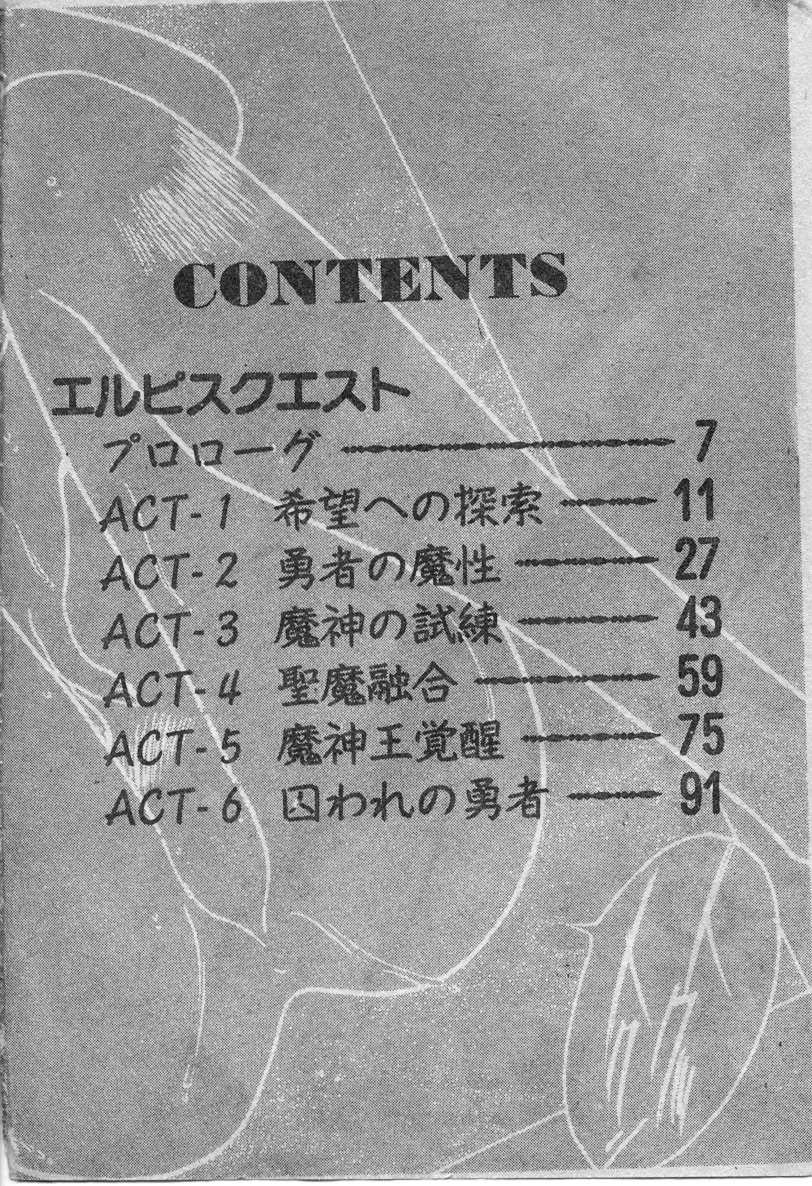 CONTENTS
エルピスクエスト
プロローグ 7
ACT-1 希望への探索 11
ACT-2 勇者の魔性 27
ACT-3 魔神の試練 43
ACT-4 聖魔融合 59
ACT-5 魔神王覚醒 75
ACT-6 囚われの勇者 91